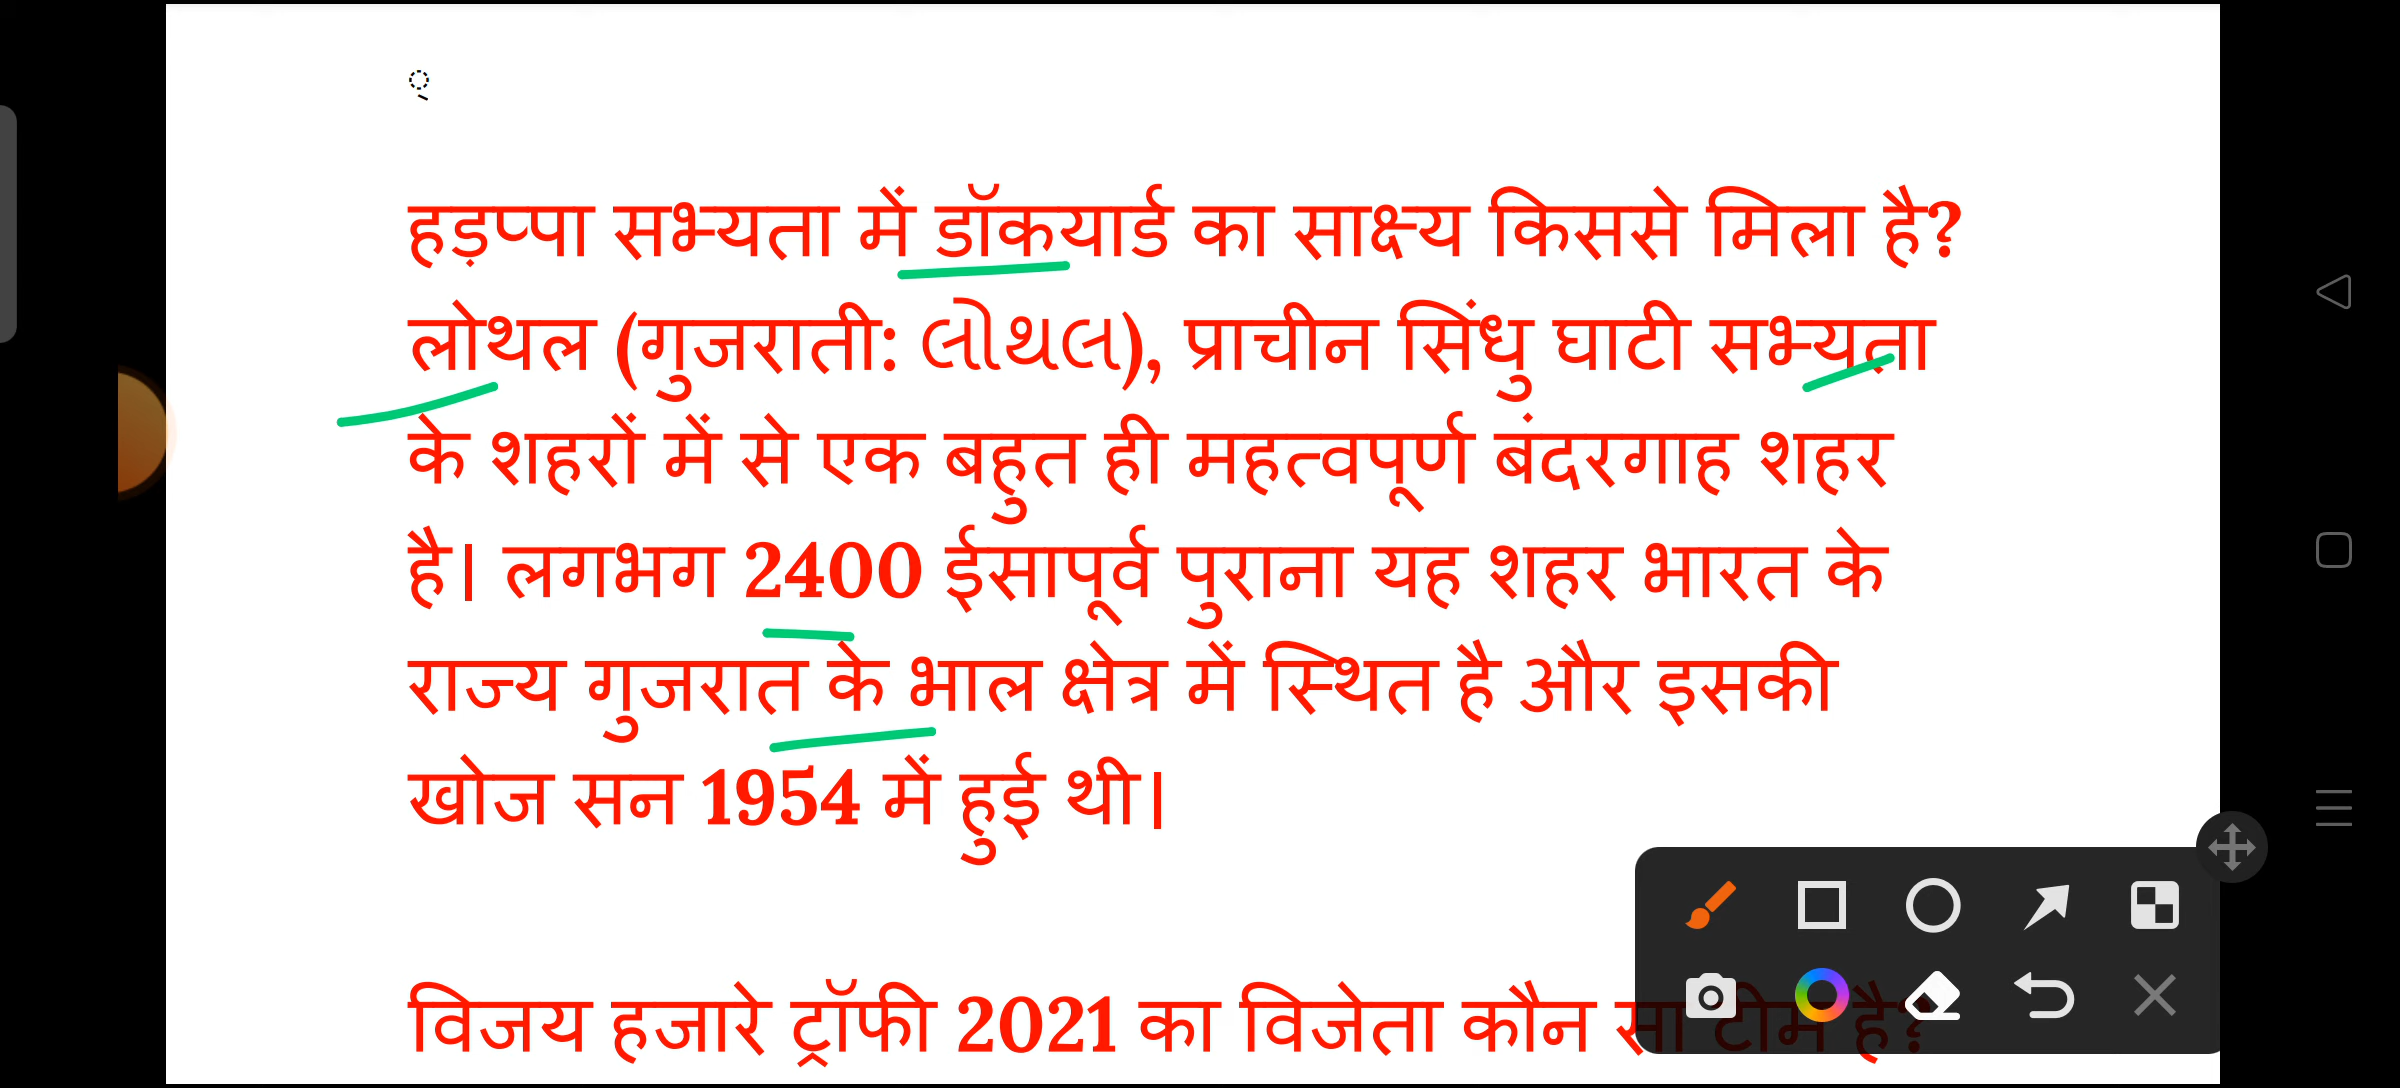 हड़प्पा सभ्यता में डॉकयार्ड का साक्ष्य किससे मिला है?
लोथल (गुजराती: લોથલ), प्राचीन सिंधु घाटी सभ्यता
के शहरों में से एक बहुत ही महत्वपूर्ण बंदरगाह शहर
है। लगभग 2400 ईसापूर्व पुराना यह शहर भारत के
राज्य गुजरात के भाल क्षेत्र में स्थित है और इसकी
खोज सन 1954 में हुई थी।
विजय हजारे ट्रॉफी 2021 का विजेता कौन सा टीम है?